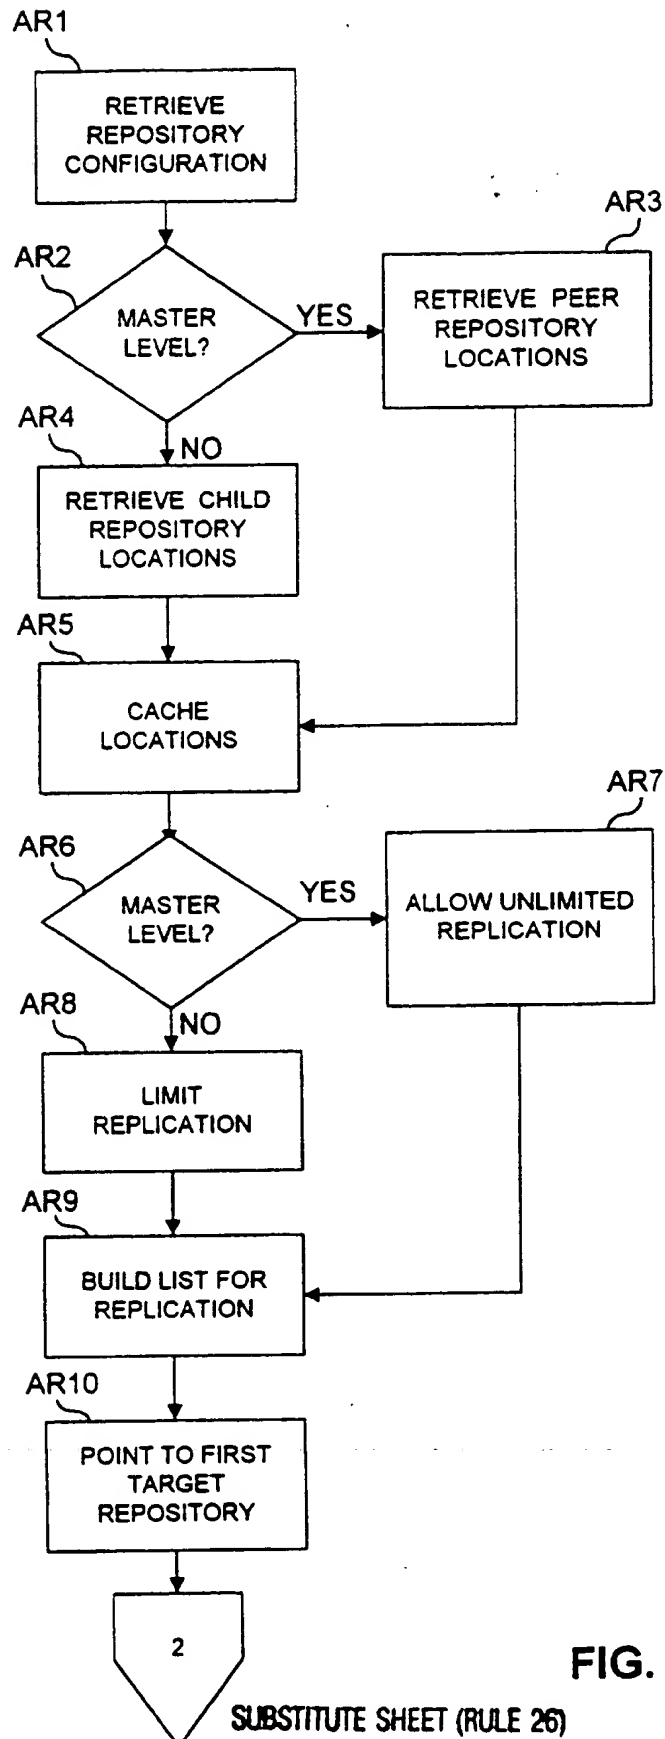 AR1
RETRIEVE
REPOSITORY
CONFIGURATION
AR2
MASTER
LEVEL?
YES
AR3
RETRIEVE PEER
REPOSITORY
LOCATIONS
NO
AR4
RETRIEVE CHILD
REPOSITORY
LOCATIONS
AR5
CACHE
LOCATIONS
AR6
MASTER
LEVEL?
YES
AR7
ALLOW UNLIMITED
REPLICATION
NO
AR8
LIMIT
REPLICATION
AR9
BUILD LIST FOR
REPLICATION
AR10
POINT TO FIRST
TARGET
REPOSITORY
2
FIG.
SUBSTITUTE SHEET (RULE 26)